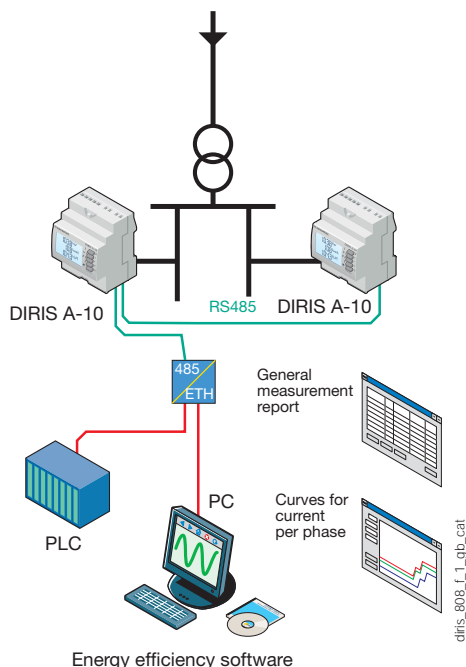 DIRIS A-10
RS485
DIRIS A-10
485
ETH
General
measurement
report
PLC
PC
Curves for
current
per phase
Energy efficiency software
diris_808_f_1_gb_cat